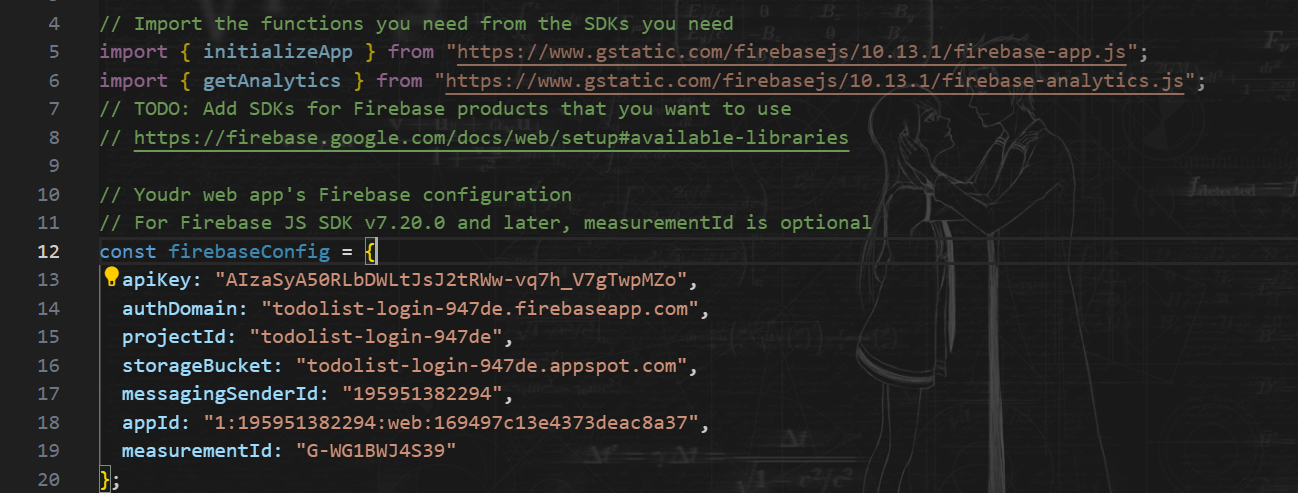 4 // Import the functions you need from the SDKs you need
5 import { initializeApp } from "https://www.gstatic.com/firebasejs/10.13.1/firebase-app.js";
6 import { getAnalytics } from "https://www.gstatic.com/firebasejs/10.13.1/firebase-analytics.js";
7 // TODO: Add SDKs for Firebase products that you want to use
8 // https://firebase.google.com/docs/web/setup#available-libraries
9
10 // Youdr web app's Firebase configuration
11 // For Firebase JS SDK v7.20.0 and later, measurementId is optional
12 const firebaseConfig = {
13 apiKey: "AIzaSyA50RLbDWLtJsJ2tRWw-vq7h_V7gTwpMZo",
14 authDomain: "todolist-login-947de.firebaseapp.com",
15 projectId: "todolist-login-947de",
16 storageBucket: "todolist-login-947de.appspot.com",
17 messagingSenderId: "195951382294",
18 appId: "1:195951382294:web:169497c13e4373deac8a37",
19 measurementId: "G-WG1BWJ4S39"
20 };